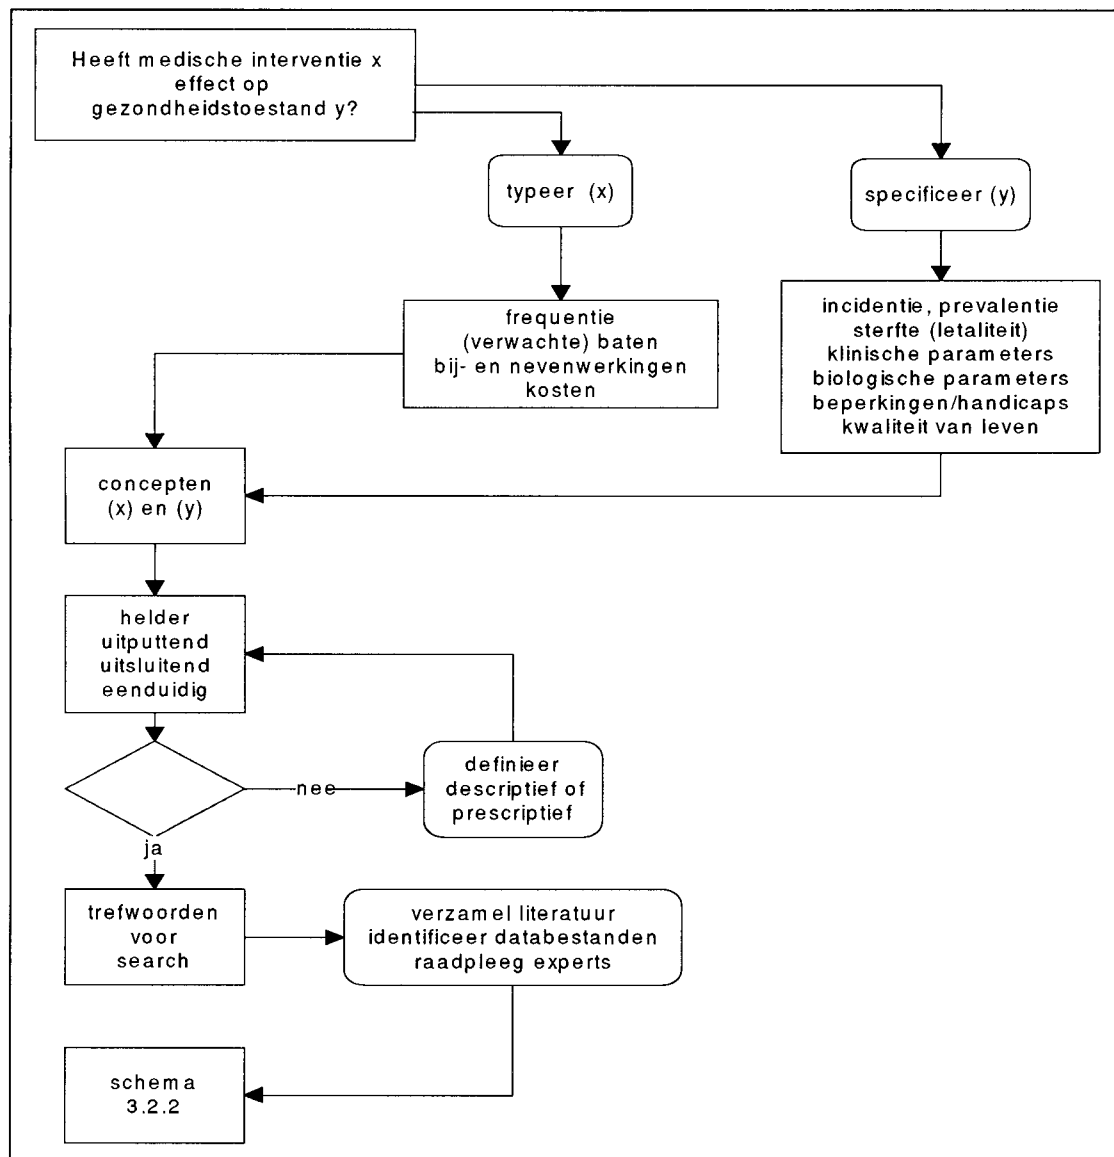 Heeft medische interventie x
effect op
gezondheidstoestand y?
typeer (x)
specificeer (y)
frequentie
(verwachte) baten
bij- en nevenwerkingen
kosten
incidentie, prevalentie
sterfte (letaliteit)
klinische parameters
biologische parameters
beperkingen/handicaps
kwaliteit van leven
concepten
(x) en (y)
helder
uitputtend
uitsluitend
eenduidig
nee
definieer
descriptief of
prescriptief
ja
trefwoorden
voor
search
verzamel literatuur
identificeer databestanden
raadpleeg experts
schema
3.2.2